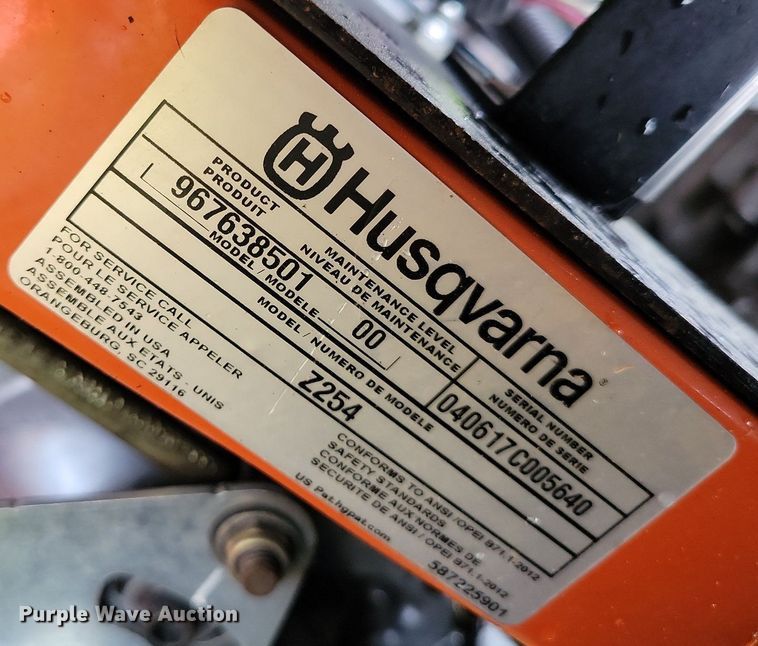 H
Husqvarna®
PRODUCT
PRODUIT
967638501
MAINTENANCE LEVEL
NIVEAU DE MAINTENANCE
00
SERIAL NUMBER
NUMERO DE SERIE
040617C005640
MODEL / MODELE
MODEL / NUMERO DE MODELE
Z254
FOR SERVICE CALL
POUR LE SERVICE APPELER
1-800-448-7543
ASSEMBLED IN USA
ASSEMBLE AUX ETATS - UNIS
ORANGEBURG, SC 29116
CONFORMS TO ANSI /OPEI B71.1-2012
SAFETY STANDARDS
CONFORME AUX NORMES DE
SECURITE DE ANSI / OPEI B71.1-2012
US Pat.hgpat.com
587225901
Purple Wave Auction